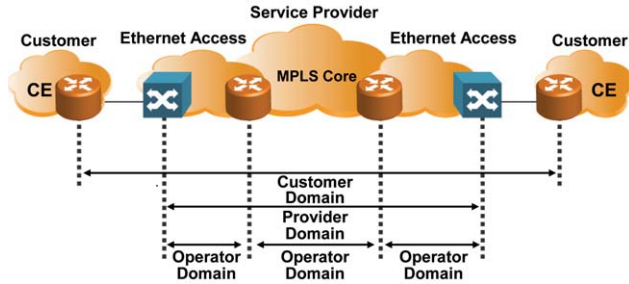 Service Provider
Customer
Ethernet Access
Ethernet Access
Customer
CE
MPLS Core
CE
Customer
Domain
Provider
Domain
Operator
Domain
Operator
Domain
Operator
Domain